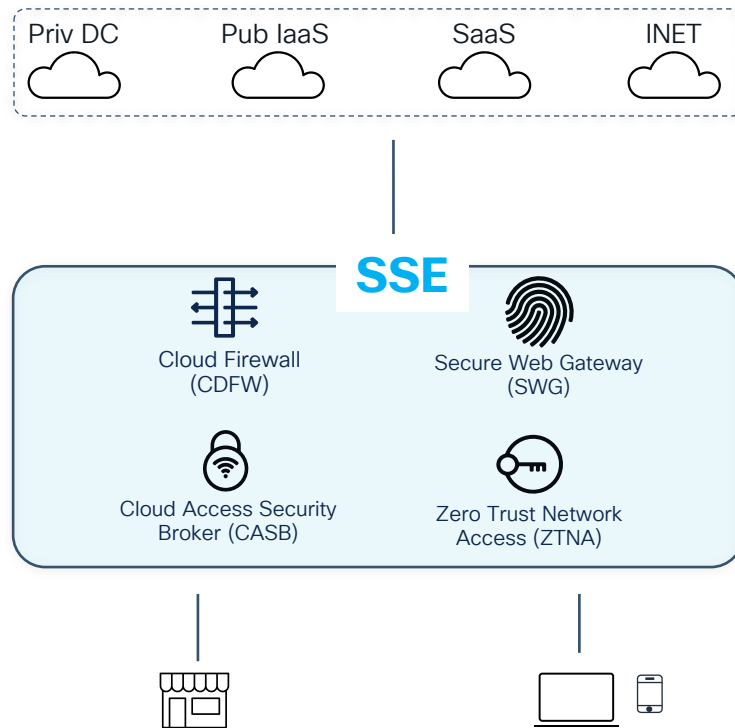 Priv DC
Pub IaaS
SaaS
INET
SSE
Cloud Firewall
(CDFW)
Secure Web Gateway
(SWG)
Cloud Access Security
Broker (CASB)
Zero Trust Network
Access (ZTNA)